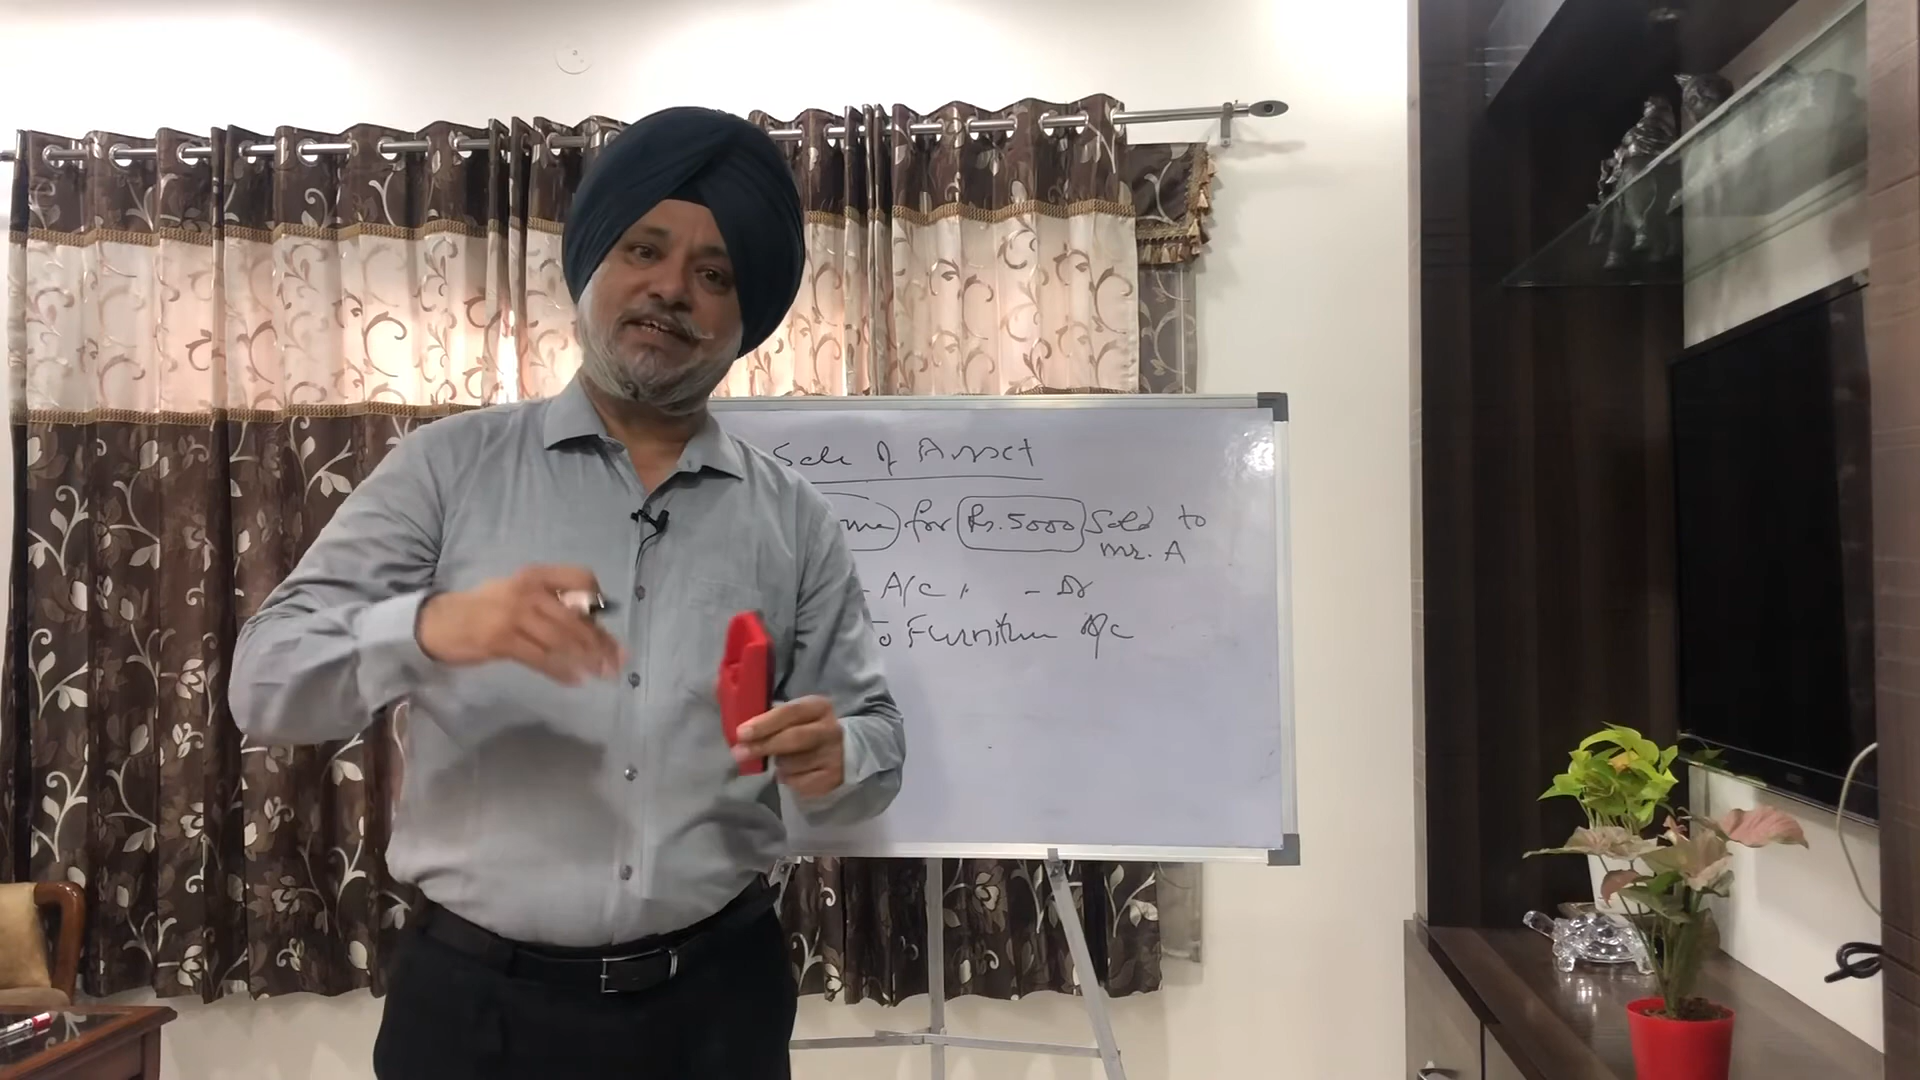 Sale of Asset
for Rs. 5000 Sold to
Mr. A
A/c - Dr
To Furniture A/c